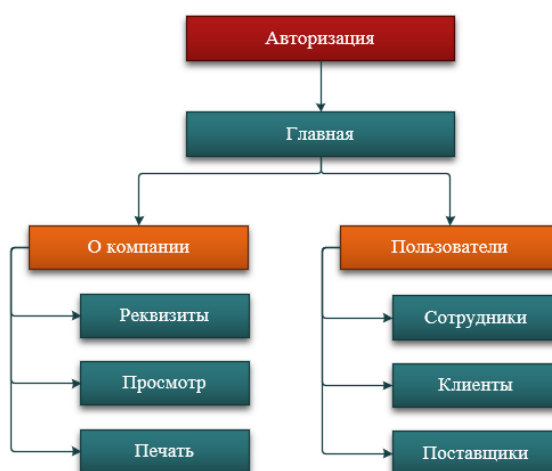 Авторизация
Главная
О компании
Реквизиты
Просмотр
Печать
Пользователи
Сотрудники
Клиенты
Поставщики